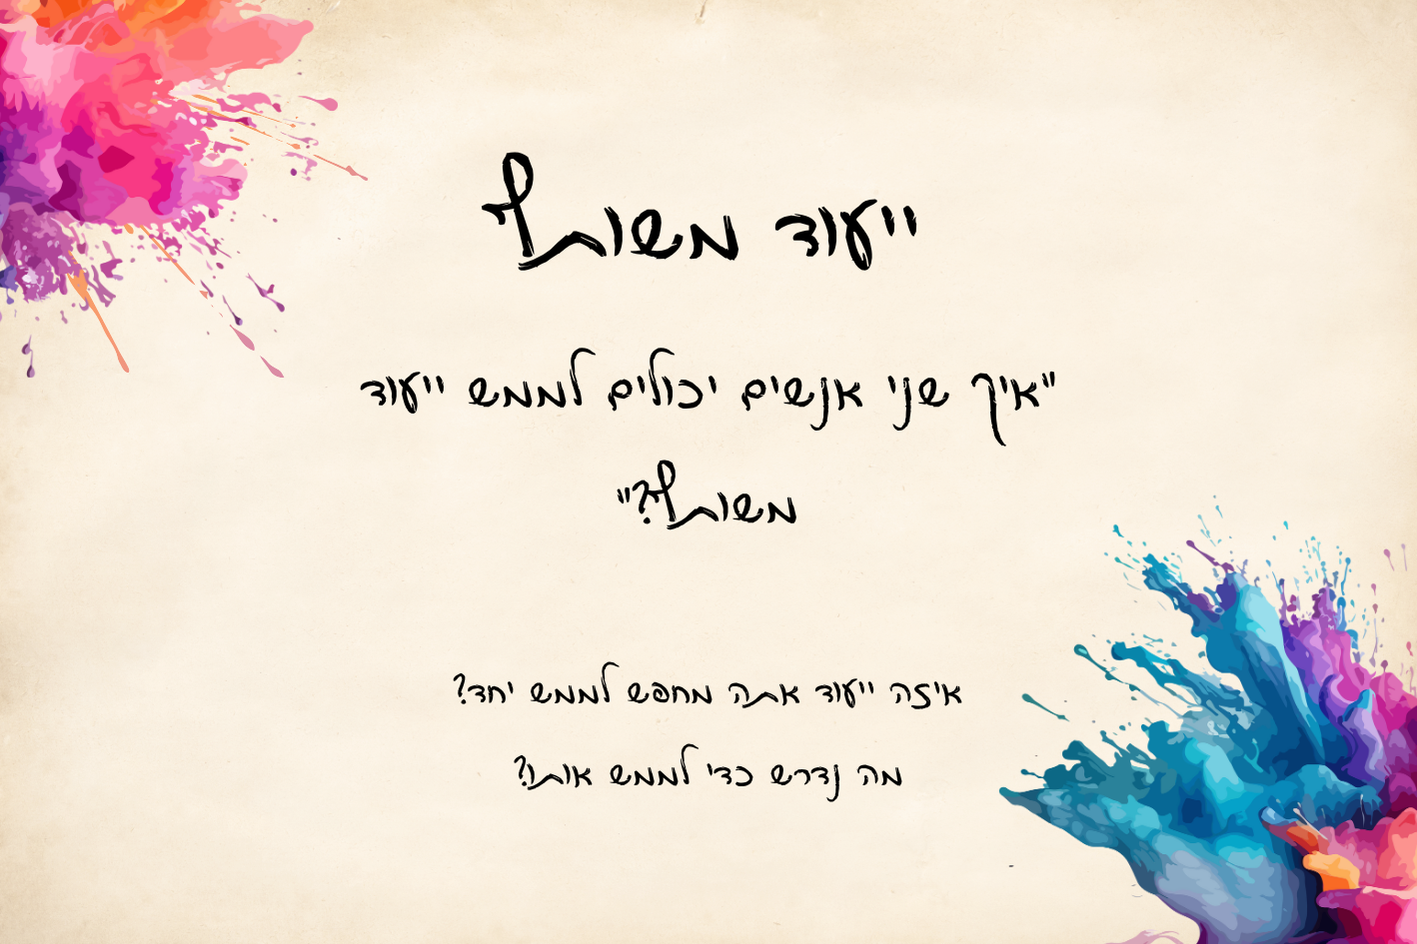 ייעוד משותף
"איך שני אנשים יכולים לממש ייעוד
משותף?"
איזה ייעוד אתה מחפש לממש יחד?
מה נדרש כדי לממש אותו?